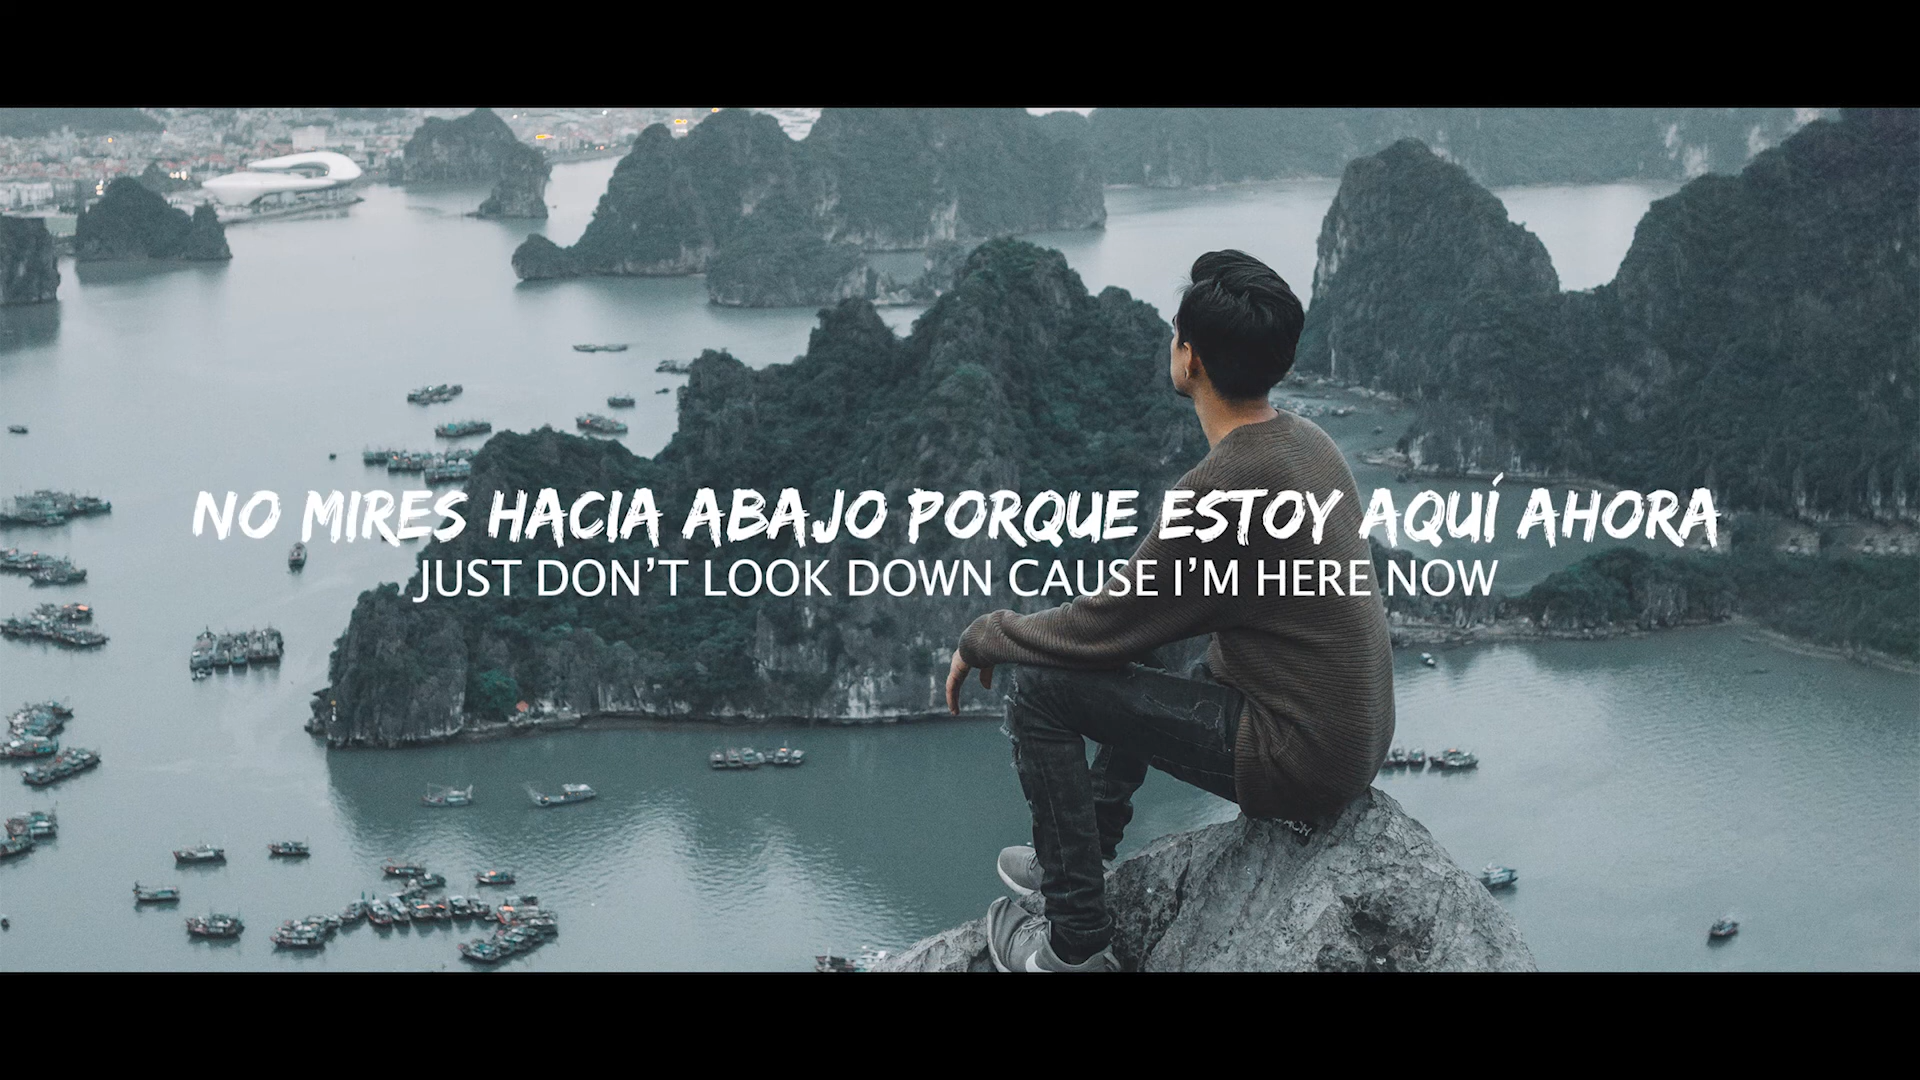 NO MIRES HACIA ABAJO PORQUE ESTOY AQUÍ AHORA
JUST DON'T LOOK DOWN CAUSE I'M HERE NOW